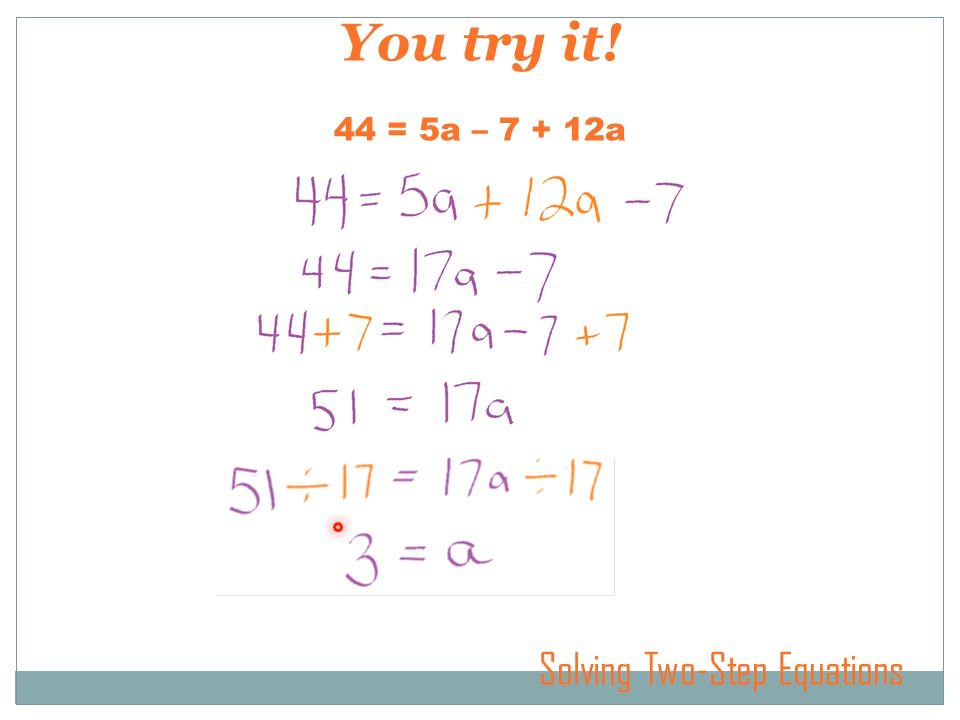 You try it!
44 = 5a – 7 + 12a
44 = 5a + 12a - 7
44 = 17a - 7
44 + 7 = 17a - 7 + 7
51 = 17a
51 ÷ 17 = 17a ÷ 17
3 = a
Solving Two-Step Equations